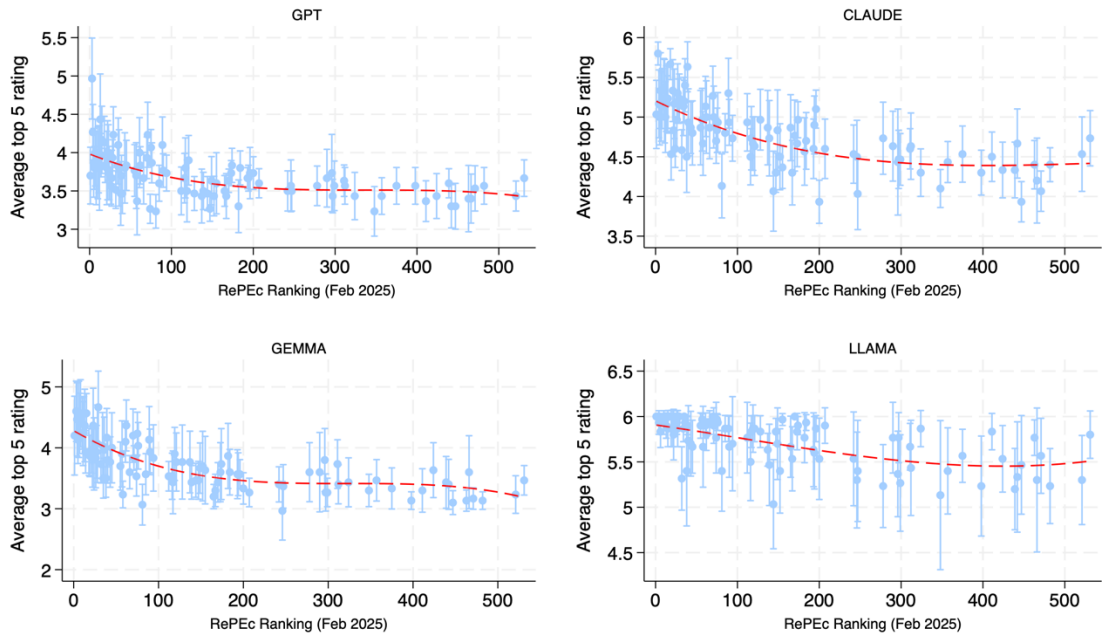 GPT
5.5
5
4.5
4
3.5
3
Average top 5 rating
0 100 200 300 400 500
RePEc Ranking (Feb 2025)
CLAUDE
6
5.5
5
4.5
4
3.5
Average top 5 rating
0 100 200 300 400 500
RePEc Ranking (Feb 2025)
GEMMA
5
4
3
2
Average top 5 rating
0 100 200 300 400 500
RePEc Ranking (Feb 2025)
LLAMA
6.5
6
5.5
5
4.5
Average top 5 rating
0 100 200 300 400 500
RePEc Ranking (Feb 2025)